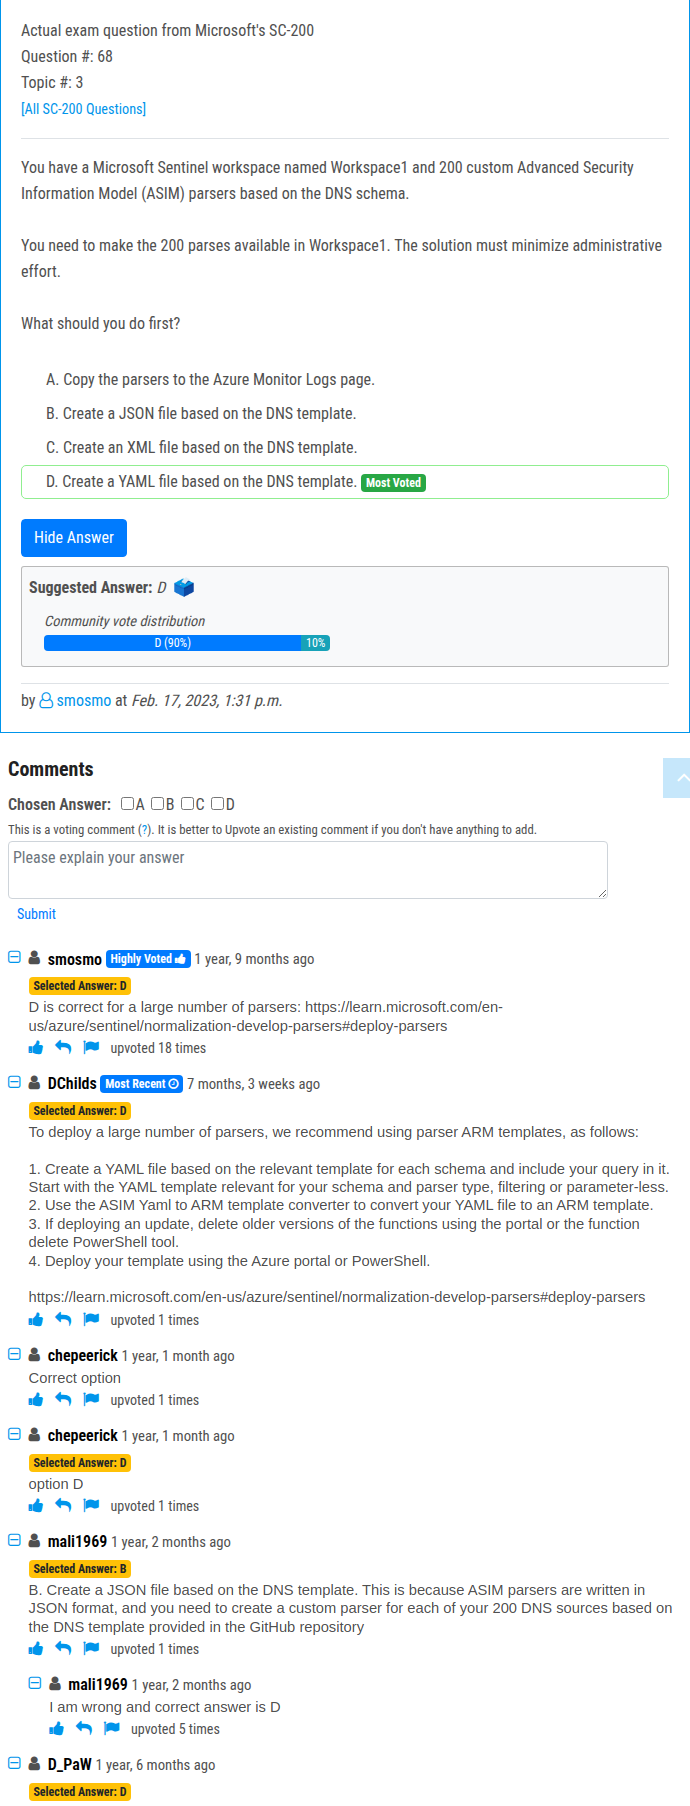 Actual exam question from Microsoft's SC-200
Question #: 68
Topic #: 3
[All SC-200 Questions]
You have a Microsoft Sentinel workspace named Workspace1 and 200 custom Advanced Security
Information Model (ASIM) parsers based on the DNS schema.
You need to make the 200 parses available in Workspace1. The solution must minimize administrative
effort.
What should you do first?
A. Copy the parsers to the Azure Monitor Logs page.
B. Create a JSON file based on the DNS template.
C. Create an XML file based on the DNS template.
D. Create a YAML file based on the DNS template. Most Voted
Hide Answer
Suggested Answer: D
Community vote distribution
D (90%) 10%
by smosmo at Feb. 17, 2023, 1:31 p.m.
Comments
Chosen Answer: A B C D
This is a voting comment (?). It is better to Upvote an existing comment if you don't have anything to add.
Please explain your answer
Submit
smosmo Highly Voted 1 year, 9 months ago
Selected Answer: D
D is correct for a large number of parsers: https://learn.microsoft.com/en-
us/azure/sentinel/normalization-develop-parsers#deploy-parsers
upvoted 18 times
DChilds Most Recent 7 months, 3 weeks ago
Selected Answer: D
To deploy a large number of parsers, we recommend using parser ARM templates, as follows:
1. Create a YAML file based on the relevant template for each schema and include your query in it.
Start with the YAML template relevant for your schema and parser type, filtering or parameter-less.
2. Use the ASIM Yaml to ARM template converter to convert your YAML file to an ARM template.
3. If deploying an update, delete older versions of the functions using the portal or the function
delete PowerShell tool.
4. Deploy your template using the Azure portal or PowerShell.
https://learn.microsoft.com/en-us/azure/sentinel/normalization-develop-parsers#deploy-parsers
upvoted 1 times
chepeerick 1 year, 1 month ago
Correct option
upvoted 1 times
chepeerick 1 year, 1 month ago
Selected Answer: D
option D
upvoted 1 times
mali1969 1 year, 2 months ago
Selected Answer: B
B. Create a JSON file based on the DNS template. This is because ASIM parsers are written in
JSON format, and you need to create a custom parser for each of your 200 DNS sources based on
the DNS template provided in the GitHub repository
upvoted 1 times
mali1969 1 year, 2 months ago
I am wrong and correct answer is D
upvoted 5 times
D_PaW 1 year, 6 months ago
Selected Answer: D